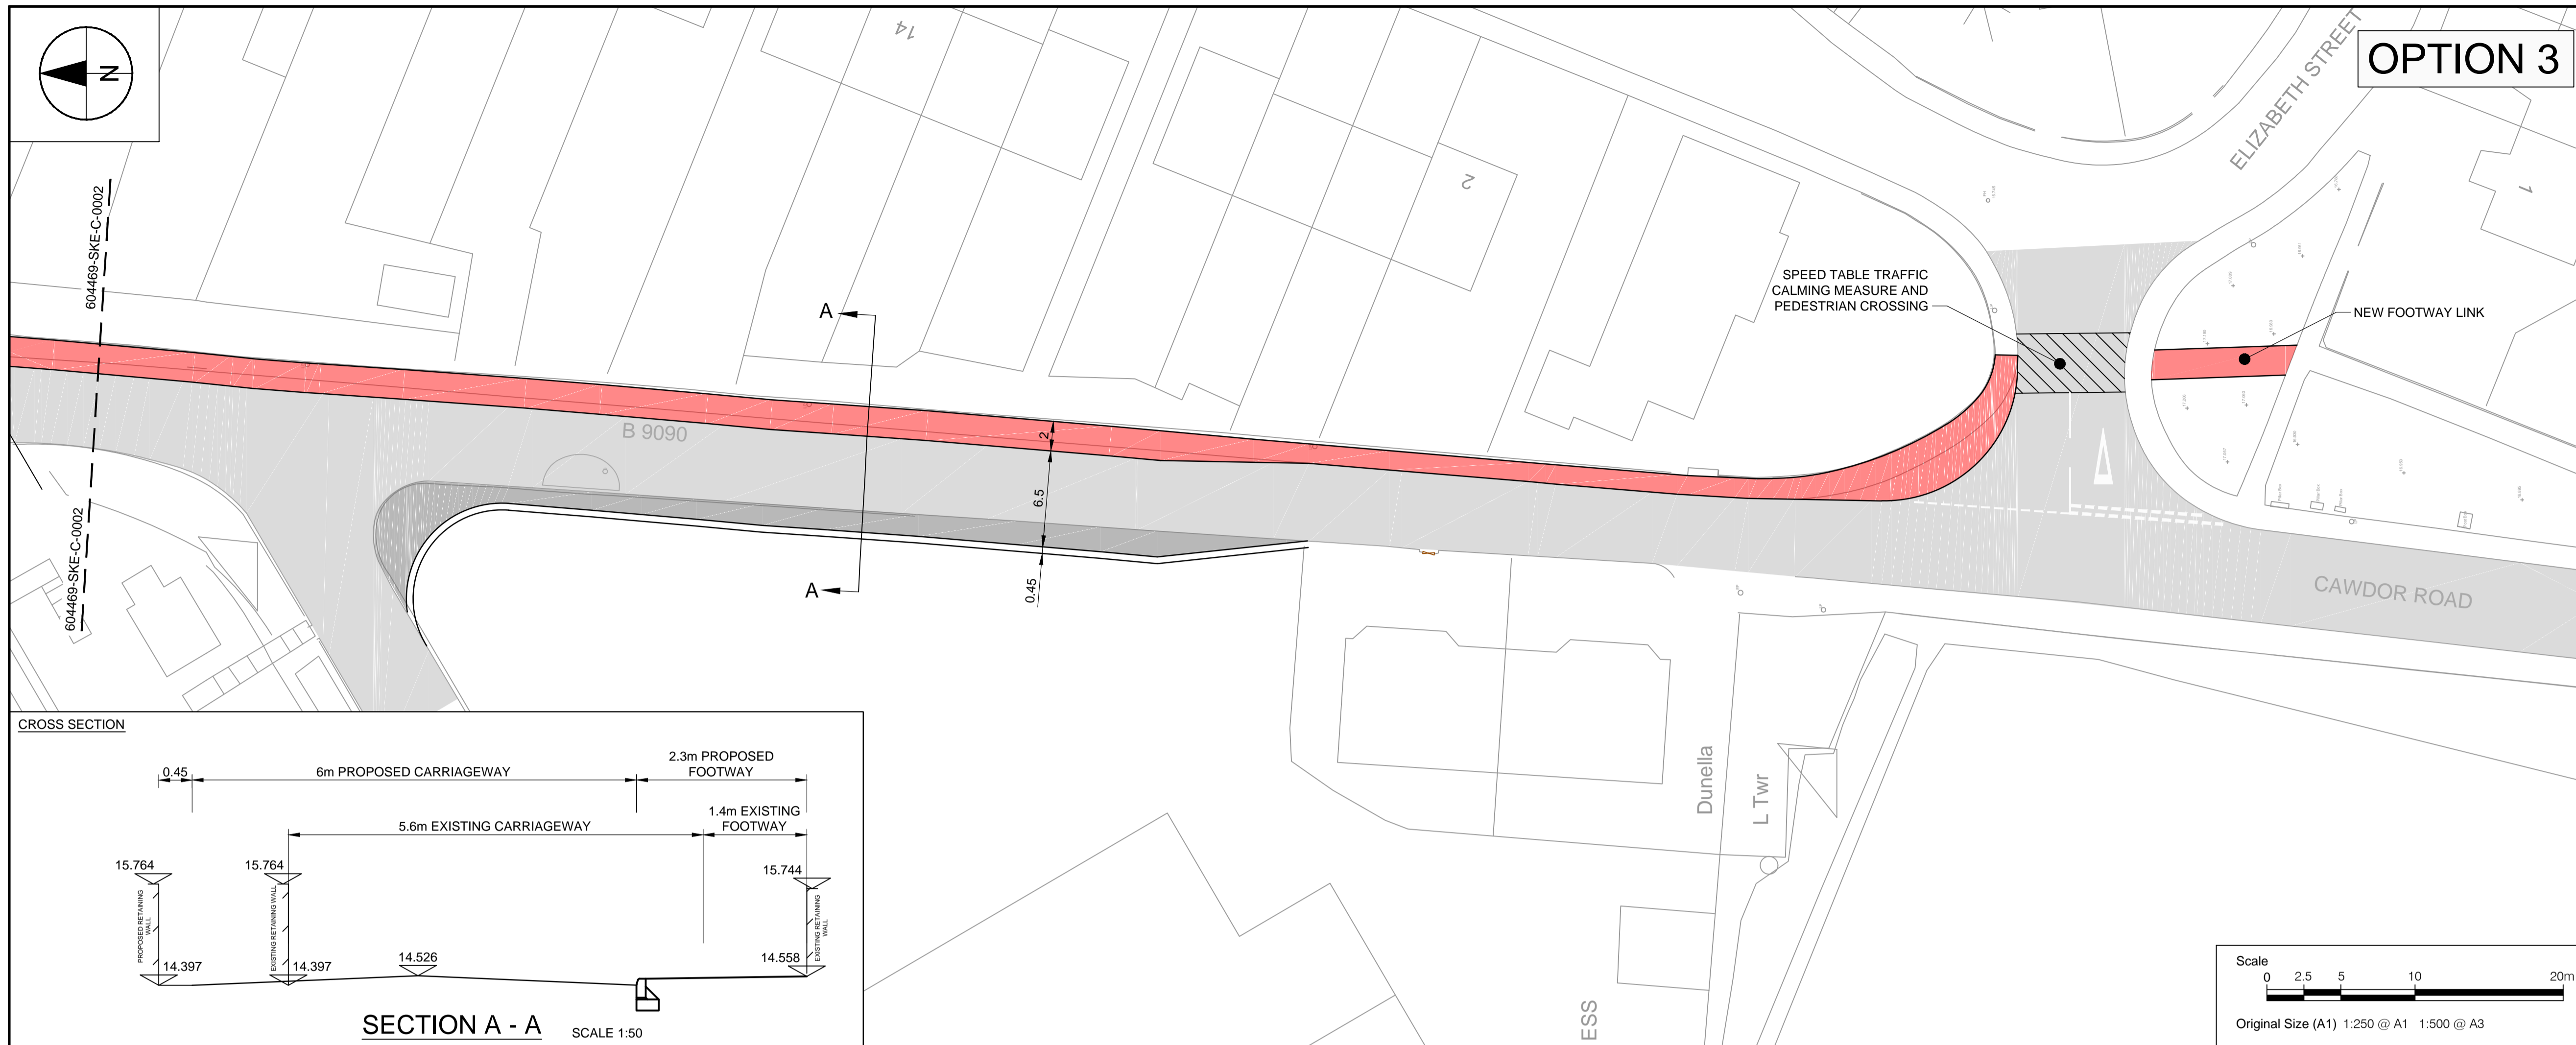 N
OPTION 3
14
2
1
ELIZABETH STREET
604469-SKE-C-0002
604469-SKE-C-0002
A
A
SPEED TABLE TRAFFIC
CALMING MEASURE AND
PEDESTRIAN CROSSING
NEW FOOTWAY LINK
B 9090
2
6.5
0.45
CAWDOR ROAD
Dunella
L Twr
ESS
CROSS SECTION
0.45
6m PROPOSED CARRIAGEWAY
2.3m PROPOSED
FOOTWAY
5.6m EXISTING CARRIAGEWAY
1.4m EXISTING
FOOTWAY
15.764
15.764
15.744
PROPOSED RETAINING
WALL
EXISTING RETAINING WALL
EXISTING RETAINING
WALL
14.397
14.397
14.526
14.558
SECTION A - A
SCALE 1:50
Scale
0 2.5 5 10 20m
Original Size (A1) 1:250 @ A1 1:500 @ A3